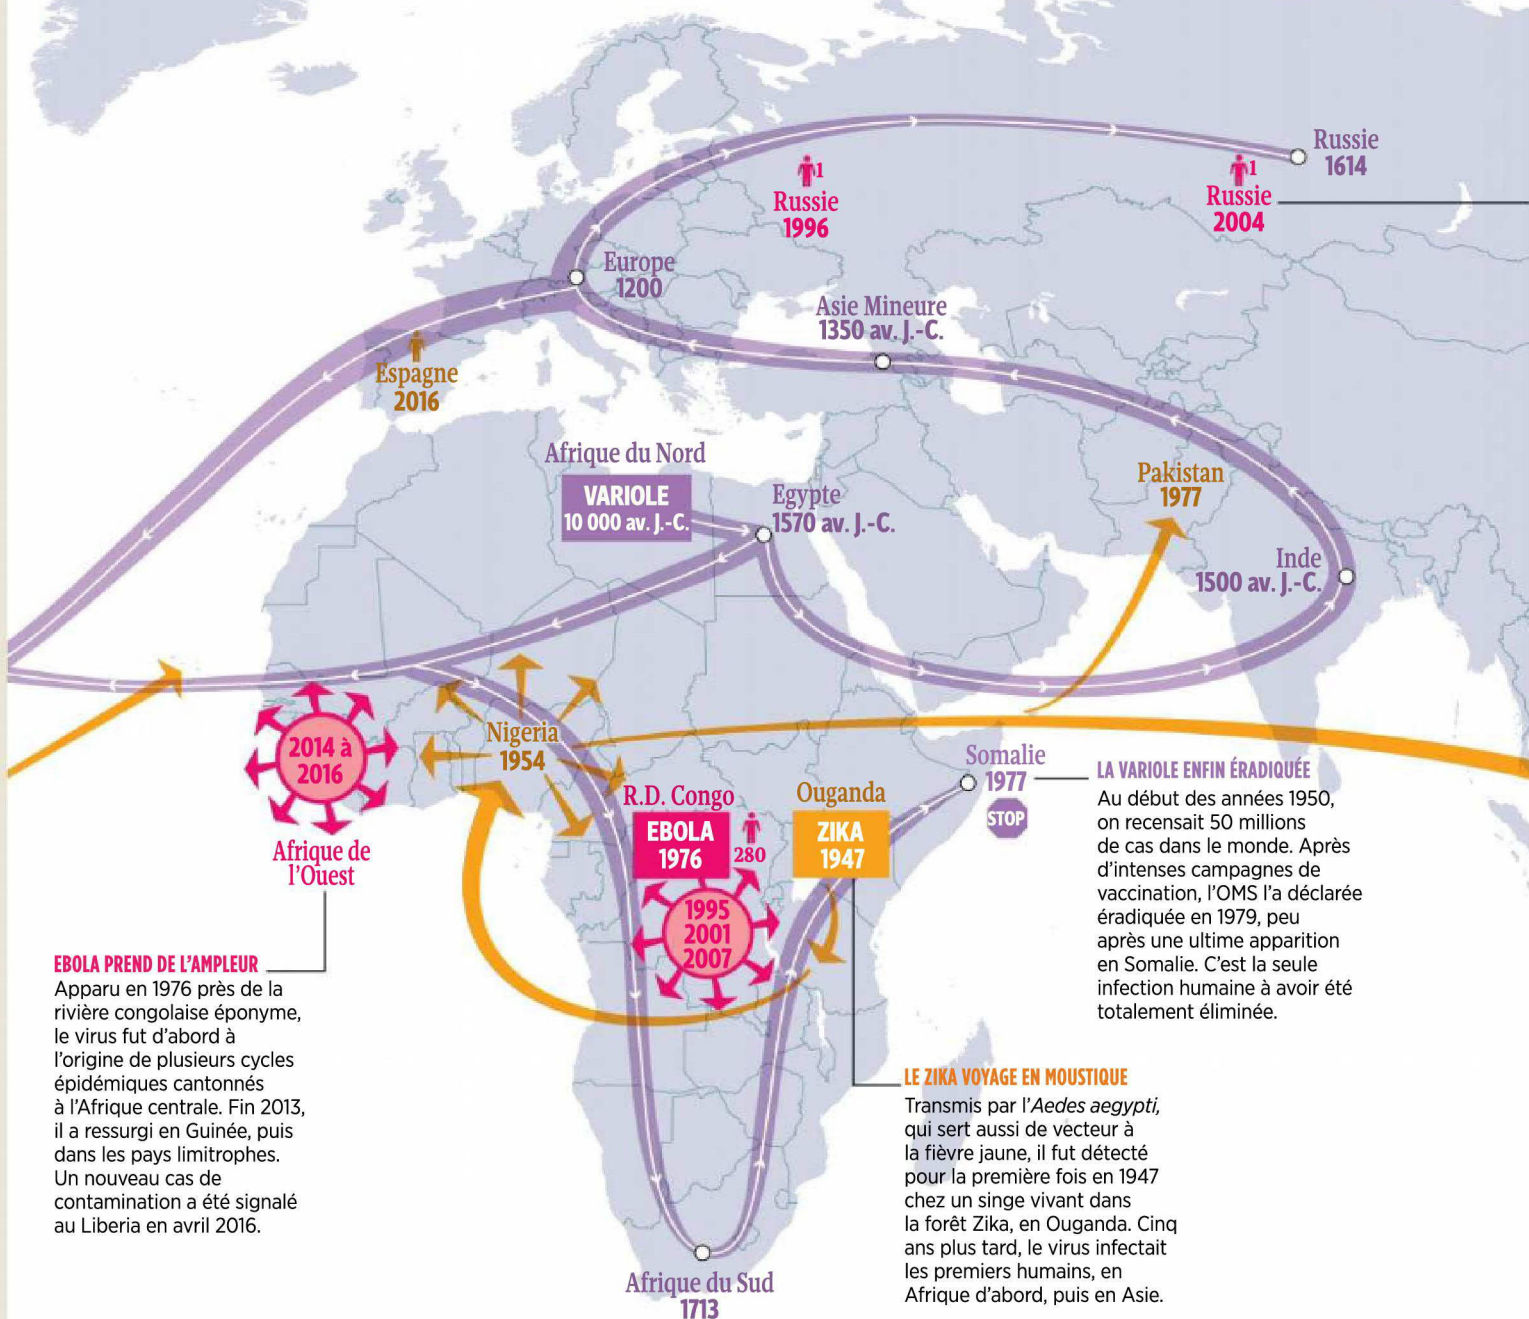 Russie
1614
1
Russie
1996
1
Russie
2004
Europe
1200
Asie Mineure
1350 av. J.-C.
Espagne
2016
Afrique du Nord
VARIOLE
10 000 av. J.-C.
Egypte
1570 av. J.-C.
Pakistan
1977
Inde
1500 av. J.-C.
Nigeria
1954
2014 à
2016
Afrique de
l'Ouest
R.D. Congo
EBOLA
1976
280
1995
2001
2007
Ouganda
ZIKA
1947
Somalie
1977
STOP
LA VARIOLE ENFIN ÉRADIQUÉE
Au début des années 1950,
on recensait 50 millions
de cas dans le monde. Après
d'intenses campagnes de
vaccination, l'OMS l'a déclarée
éradiquée en 1979, peu
après une ultime apparition
en Somalie. C'est la seule
infection humaine à avoir été
totalement éliminée.
EBOLA PREND DE L'AMPLEUR
Apparu en 1976 près de la
rivière congolaise éponyme,
le virus fut d'abord à
l'origine de plusieurs cycles
épidémiques cantonnés
à l'Afrique centrale. Fin 2013,
il a ressurgi en Guinée, puis
dans les pays limitrophes.
Un nouveau cas de
contamination a été signalé
au Liberia en avril 2016.
LE ZIKA VOYAGE EN MOUSTIQUE
Transmis par l'Aedes aegypti,
qui sert aussi de vecteur à
la fièvre jaune, il fut détecté
pour la première fois en 1947
chez un singe vivant dans
la forêt Zika, en Ouganda. Cinq
ans plus tard, le virus infectait
les premiers humains, en
Afrique d'abord, puis en Asie.
Afrique du Sud
1713